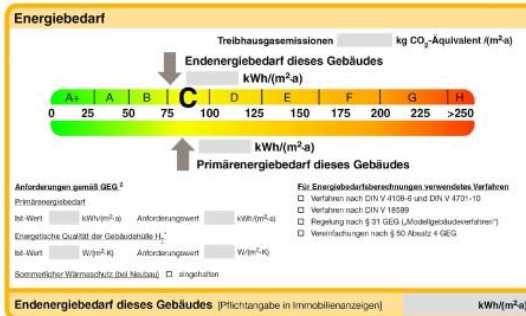 Energiebedarf
Treibhausgasemissionen kg CO₂-Äquivalent /(m²·a)
Endenergiebedarf dieses Gebäudes
kWh/(m²·a)
A+ A B C D E F G H
0 25 50 75 100 125 150 175 200 225 >250
kWh/(m²·a)
Primärenergiebedarf dieses Gebäudes
Anforderungen gemäß GEG ²
Primärenergiebedarf
Ist-Wert kWh/(m²·a) Anforderungswert kWh/(m²·a)
Energetische Qualität der Gebäudehülle H_T'
Ist-Wert W/(m²·K) Anforderungswert W/(m²·K)
Sommerlicher Wärmeschutz (bei Neubau) ☐ eingehalten
Für Energiebedarfsberechnungen verwendetes Verfahren
☐ Verfahren nach DIN V 4108-6 und DIN V 4701-10
☐ Verfahren nach DIN V 18599
☐ Regelung nach § 31 GEG („Modellgebäudeverfahren“)
☐ Vereinfachungen nach § 50 Absatz 4 GEG
Endenergiebedarf dieses Gebäudes [Pflichtangabe in Immobilienanzeigen] kWh/(m²·a)